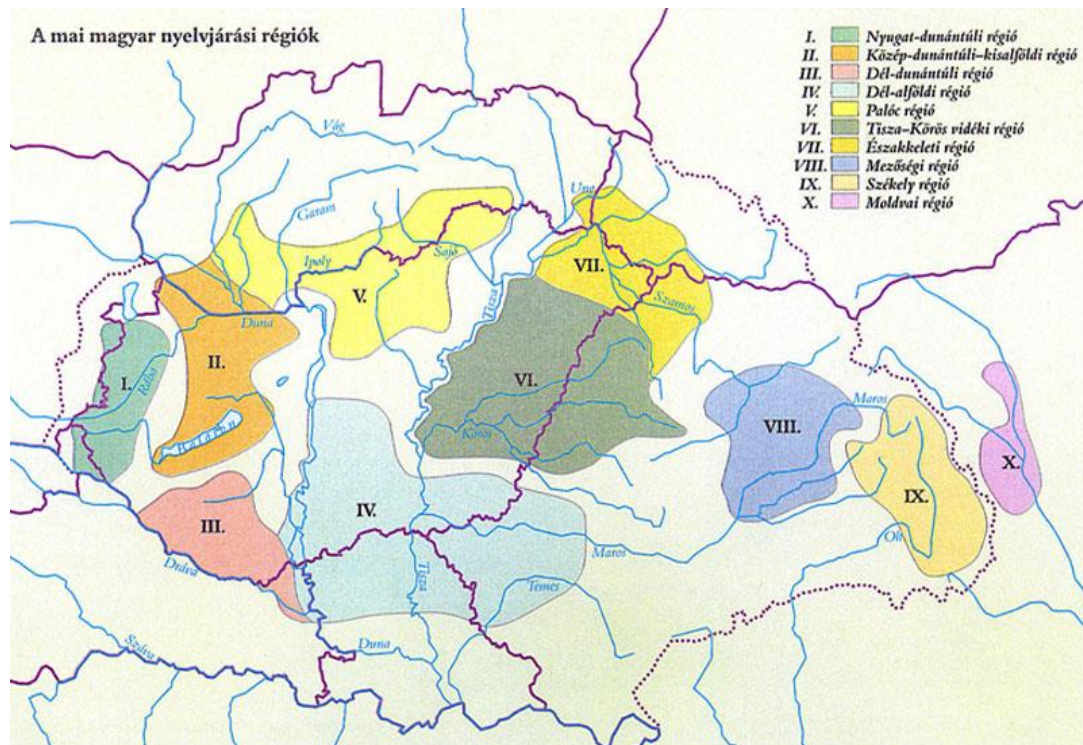 A mai magyar nyelvjárási régiók
I. Nyugat-dunántúli régió
II. Közép-dunántúli–kisalföldi régió
III. Dél-dunántúli régió
IV. Dél-alföldi régió
V. Palóc régió
VI. Tisza–Körös vidéki régió
VII. Északkeleti régió
VIII. Mezőségi régió
IX. Székely régió
X. Moldvai régió
Vág
Garam
Ung
Ipoly
Sajó
VII.
V.
Tisza
Szamos
Duna
I.
Rába
II.
VI.
Maros
Balaton
Körös
VIII.
X.
IX.
III.
IV.
Olt
Dráva
Maros
Tisza
Temes
Száva
Duna